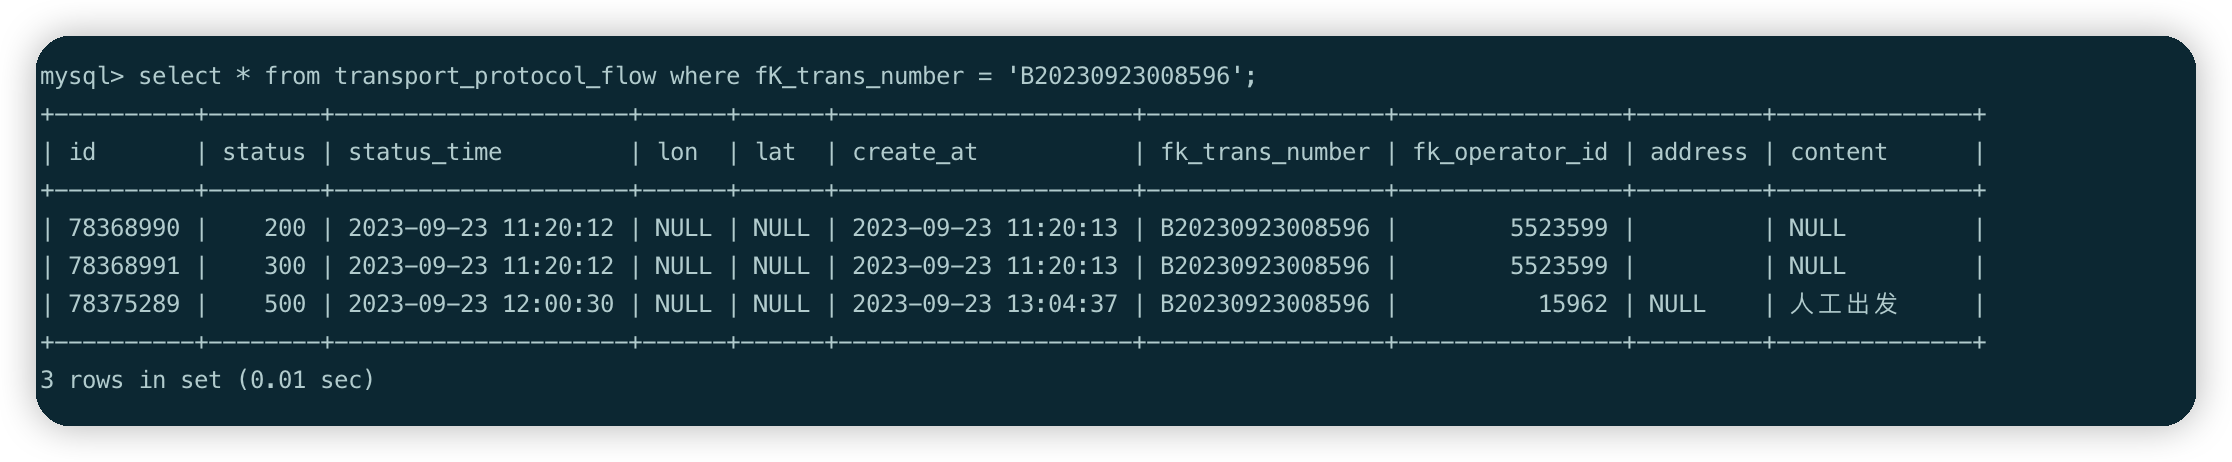 mysql> select * from transport_protocol_flow where fK_trans_number = 'B20230923008596';
+----------+--------+---------------------+------+------+---------------------+-----------------+----------------+---------+-------------+
| id       | status | status_time         | lon  | lat  | create_at           | fk_trans_number | fk_operator_id | address | content     |
+----------+--------+---------------------+------+------+---------------------+-----------------+----------------+---------+-------------+
| 78368990 |    200 | 2023-09-23 11:20:12 | NULL | NULL | 2023-09-23 11:20:13 | B20230923008596 |        5523599 |         | NULL        |
| 78368991 |    300 | 2023-09-23 11:20:12 | NULL | NULL | 2023-09-23 11:20:13 | B20230923008596 |        5523599 |         | NULL        |
| 78375289 |    500 | 2023-09-23 12:00:30 | NULL | NULL | 2023-09-23 13:04:37 | B20230923008596 |          15962 | NULL    | 人工出发     |
+----------+--------+---------------------+------+------+---------------------+-----------------+----------------+---------+-------------+
3 rows in set (0.01 sec)